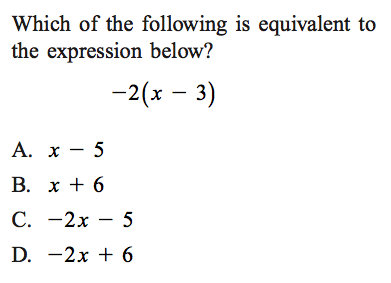 Which of the following is equivalent to
the expression below?
−2(x − 3)
A. x − 5
B. x + 6
C. −2x − 5
D. −2x + 6